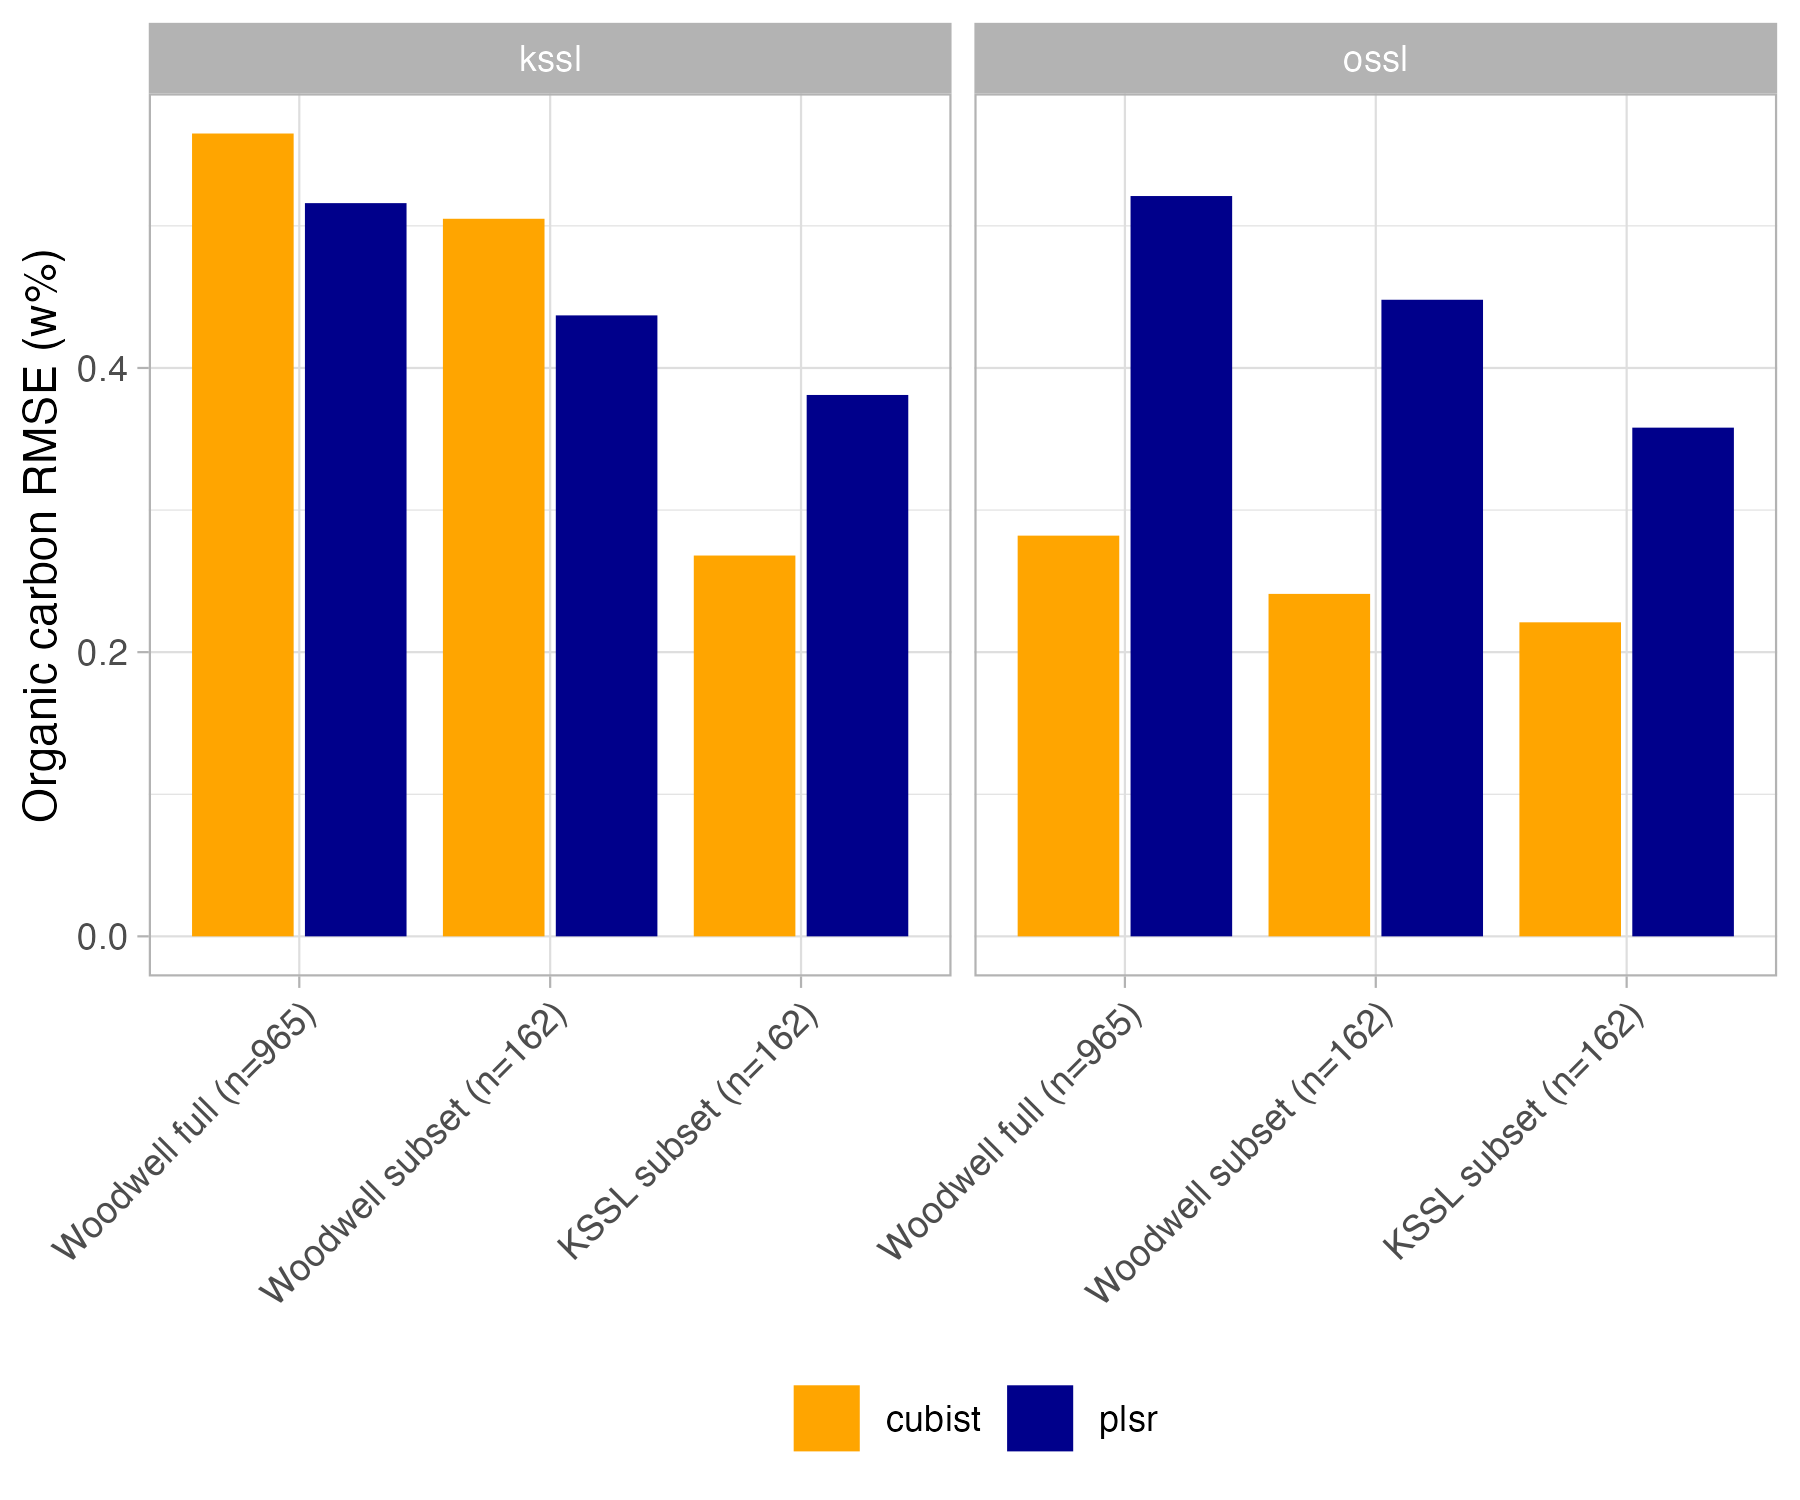 kssl
ossl
Organic carbon RMSE (w%)
0.4
0.2
0.0
Woodwell full (n=965)
Woodwell subset (n=162)
KSSL subset (n=162)
Woodwell full (n=965)
Woodwell subset (n=162)
KSSL subset (n=162)
cubist
plsr